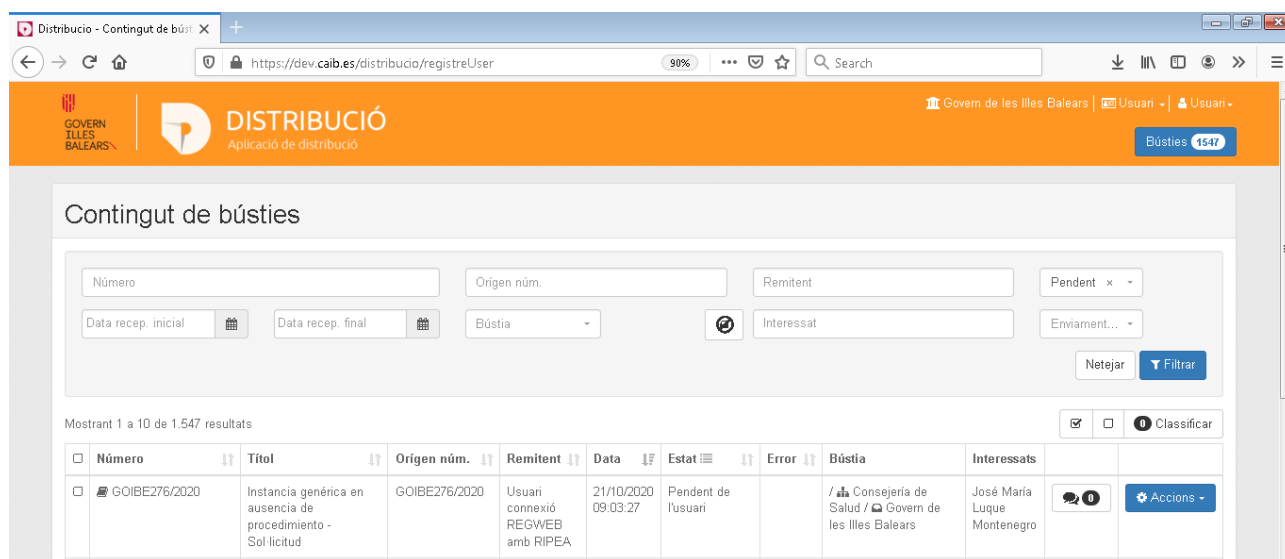 Distribucio - Contingut de búst
https://dev.caib.es/distribucio/registreUser
90%
Search
GOVERN
ILLES
BALEARS
DISTRIBUCIÓ
Aplicació de distribució
Govern de les Illes Balears | Usuari | Usuari
Bústies 1547
Contingut de bústies
Número Orígen núm. Remitent Pendent ×
Data recep. inicial Data recep. final Bústia Interessat Enviament...
Netejar Filtrar
Mostrant 1 a 10 de 1.547 resultats
0 Classificar
Número Títol Orígen núm. Remitent Data Estat Error Bústia Interessats
GOIBE276/2020 Instancia genérica en GOIBE276/2020 Usuari 21/10/2020 Pendent de / Consejería de José María 0 Accions
ausencia de connexió 09:03:27 l'usuari Salud / Govern de Luque
procedimiento - REGWEB les Illes Balears Montenegro
Sol·licitud amb RIPEA